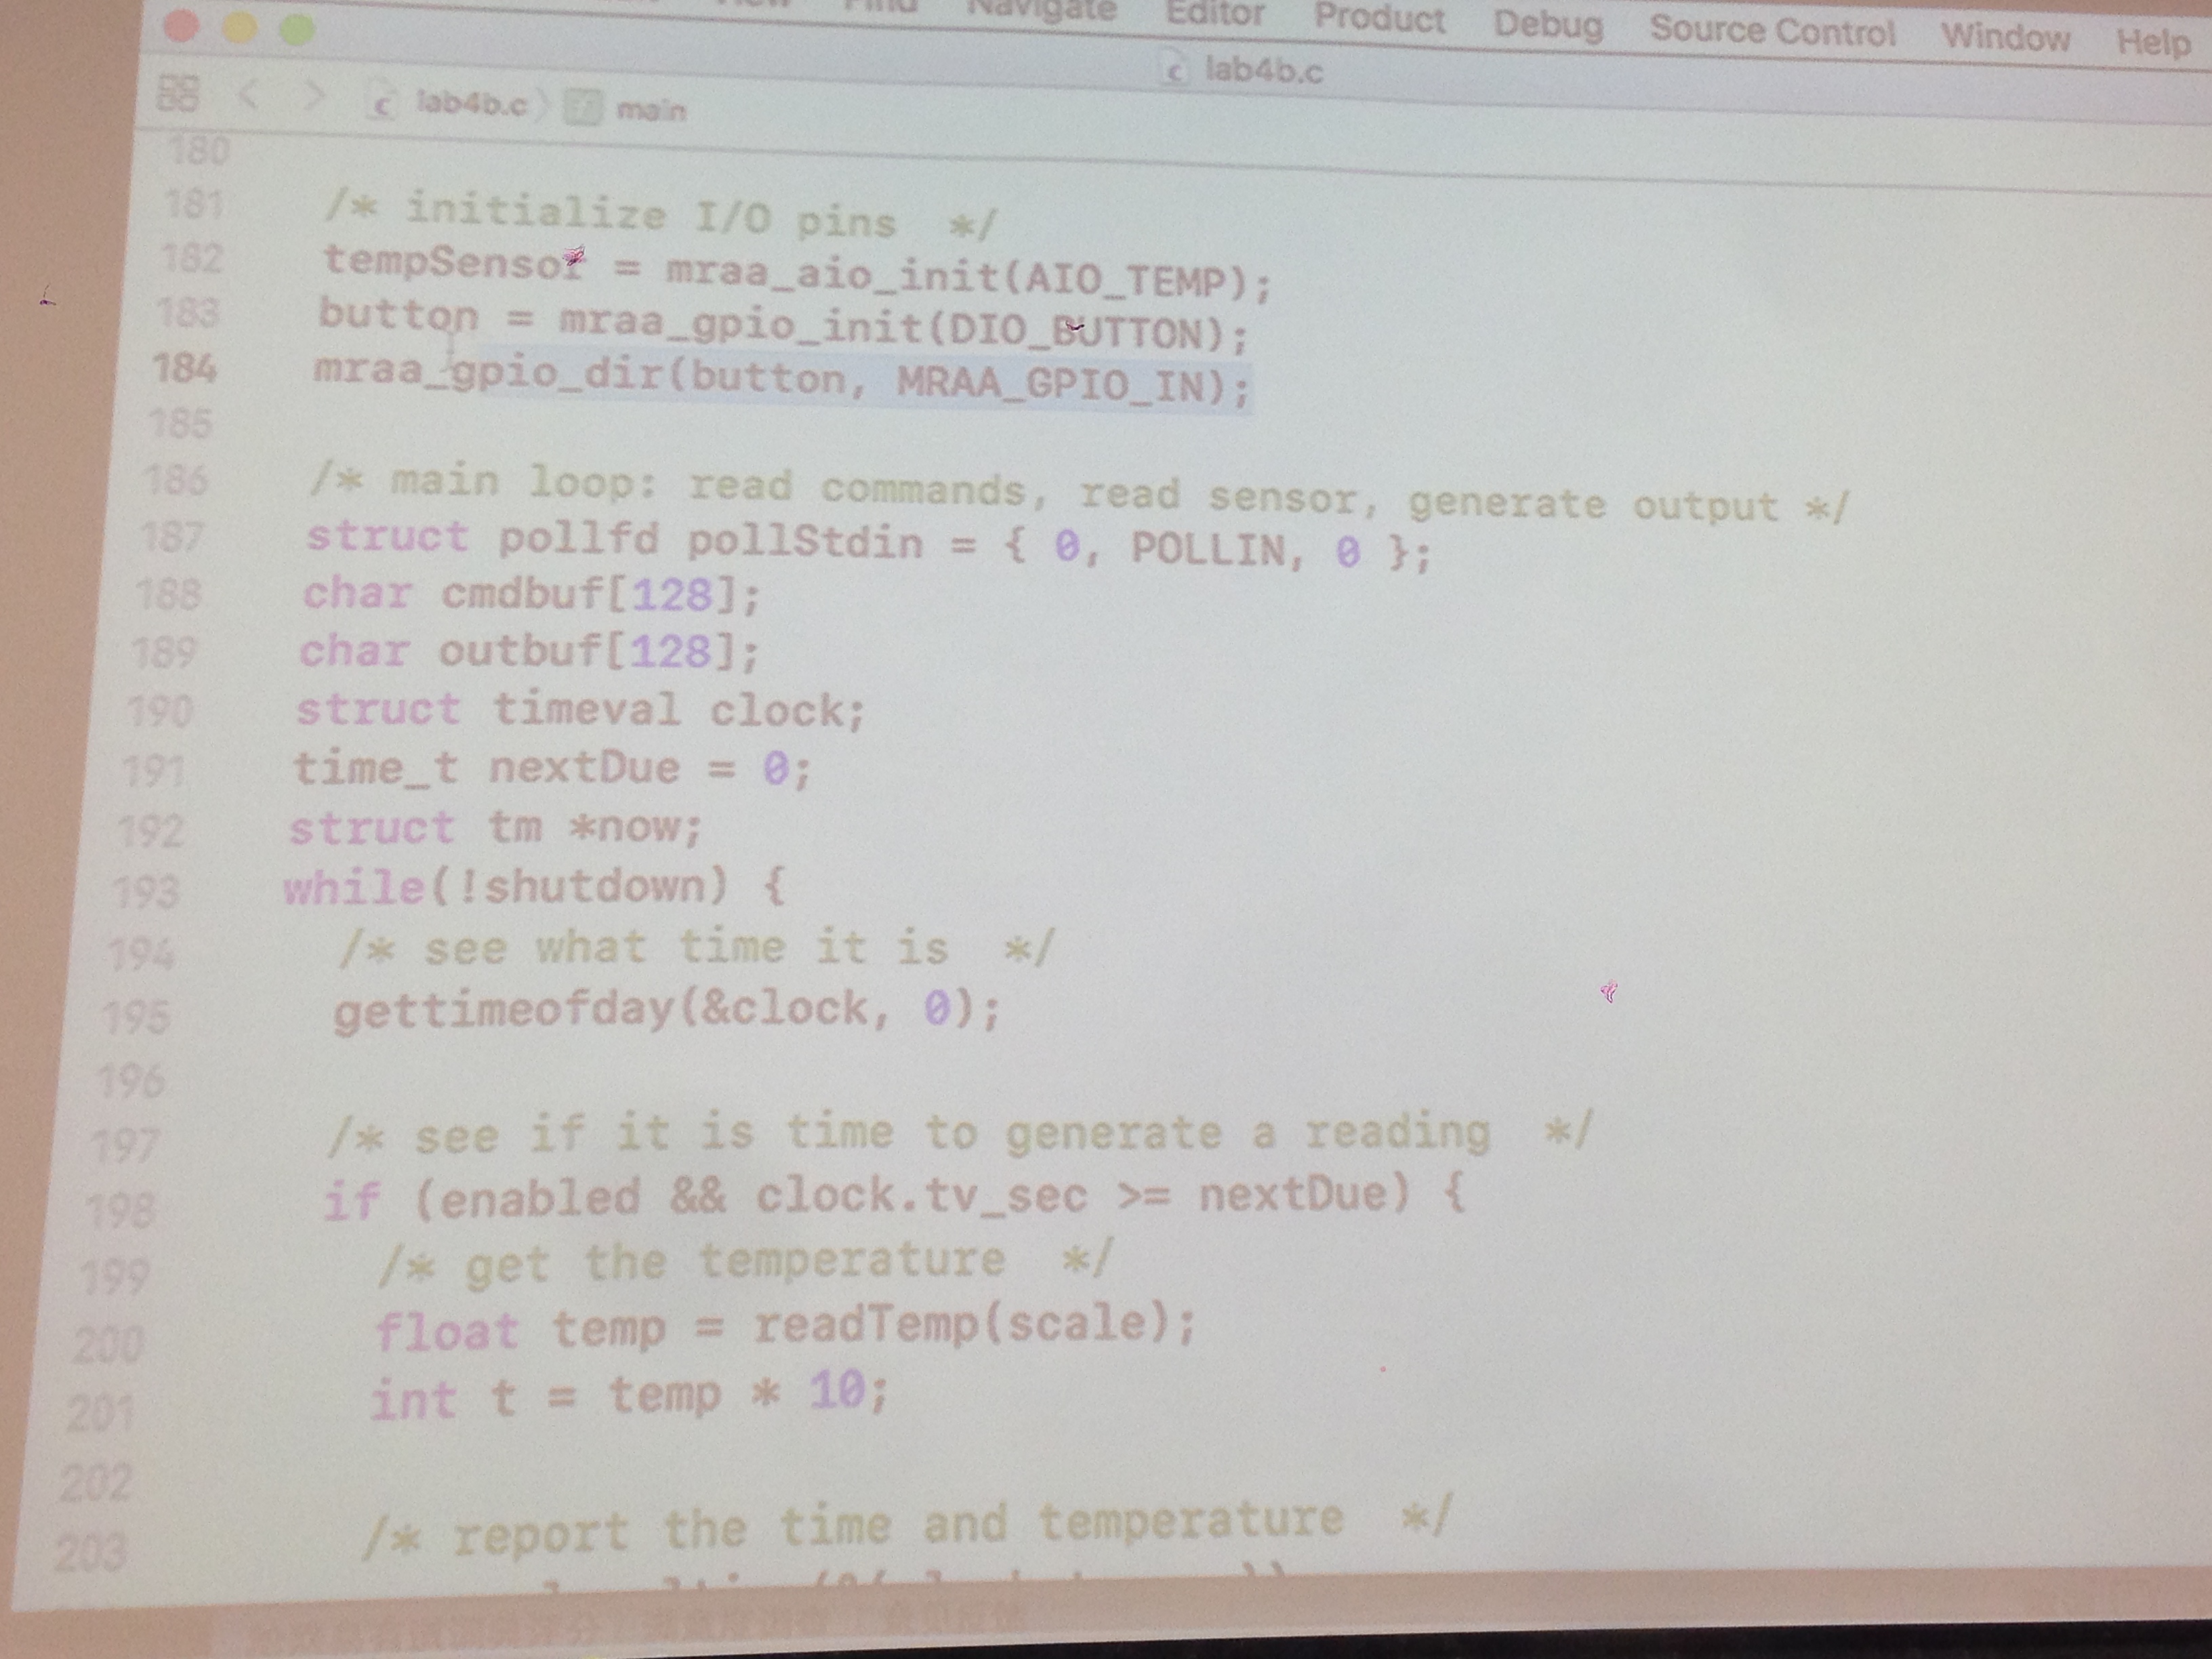 Navigate Editor Product Debug Source Control Window Help
lab4b.c
lab4b.c main
180
181 /* initialize I/O pins */
182 tempSensor = mraa_aio_init(AIO_TEMP);
183 button = mraa_gpio_init(DIO_BUTTON);
184 mraa_gpio_dir(button, MRAA_GPIO_IN);
185
186 /* main loop: read commands, read sensor, generate output */
187 struct pollfd pollStdin = { 0, POLLIN, 0 };
188 char cmdbuf[128];
189 char outbuf[128];
190 struct timeval clock;
191 time_t nextDue = 0;
192 struct tm *now;
193 while(!shutdown) {
194 /* see what time it is */
195 gettimeofday(&clock, 0);
196
197 /* see if it is time to generate a reading */
198 if (enabled && clock.tv_sec >= nextDue) {
199 /* get the temperature */
200 float temp = readTemp(scale);
201 int t = temp * 10;
202
203 /* report the time and temperature */